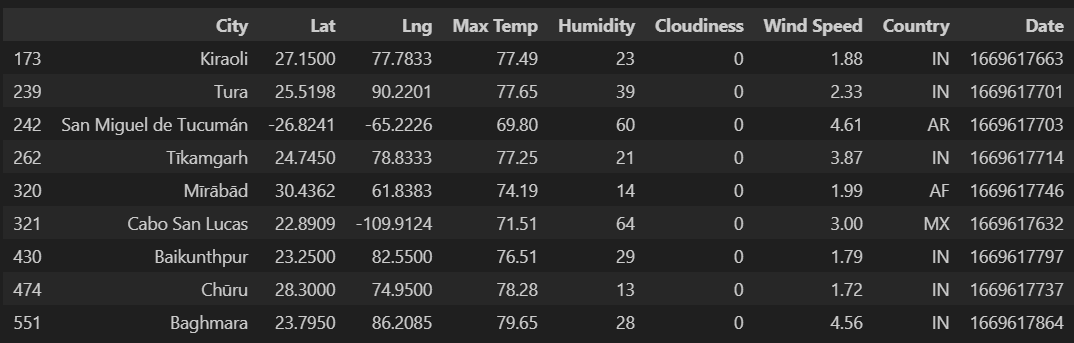 City Lat Lng Max Temp Humidity Cloudiness Wind Speed Country Date
173 Kiraoli 27.1500 77.7833 77.49 23 0 1.88 IN 1669617663
239 Tura 25.5198 90.2201 77.65 39 0 2.33 IN 1669617701
242 San Miguel de Tucumán -26.8241 -65.2226 69.80 60 0 4.61 AR 1669617703
262 Tīkamgarh 24.7450 78.8333 77.25 21 0 3.87 IN 1669617714
320 Mīrābād 30.4362 61.8383 74.19 14 0 1.99 AF 1669617746
321 Cabo San Lucas 22.8909 -109.9124 71.51 64 0 3.00 MX 1669617632
430 Baikunthpur 23.2500 82.5500 76.51 29 0 1.79 IN 1669617797
474 Chūru 28.3000 74.9500 78.28 13 0 1.72 IN 1669617737
551 Baghmara 23.7950 86.2085 79.65 28 0 4.56 IN 1669617864